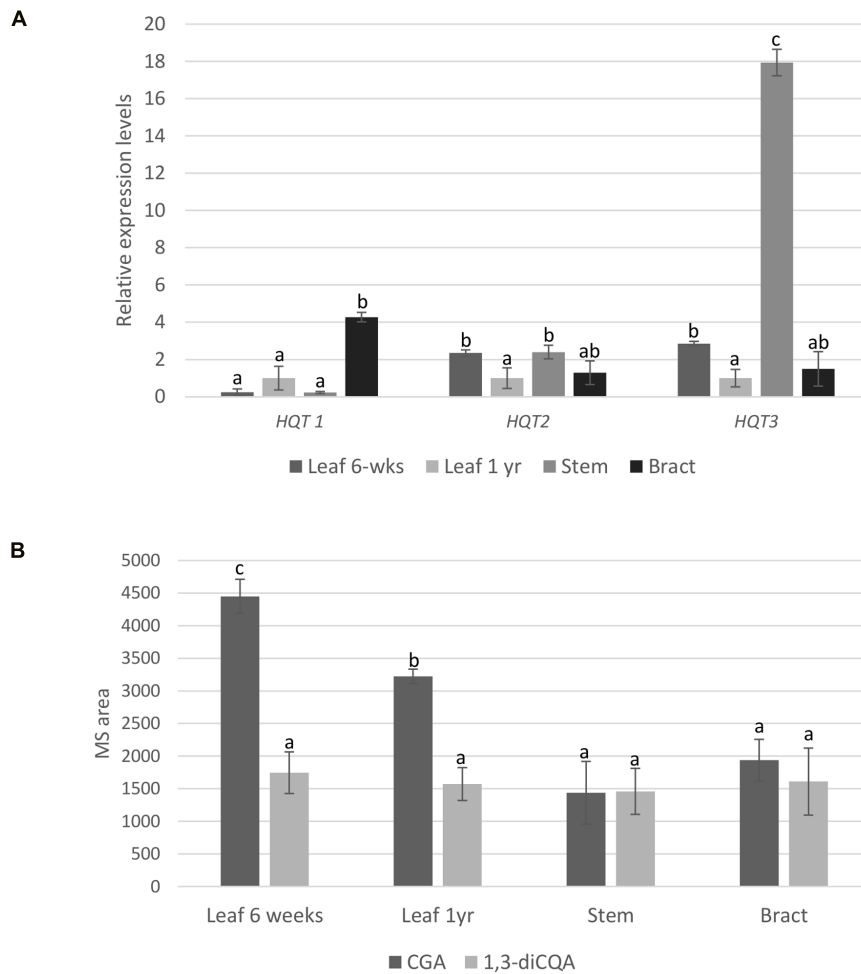 A
Relative expression levels
20
18
16
14
12
10
8
6
4
2
0
a
a
a
b
b
a
b
ab
b
a
c
ab
HQT 1
HQT2
HQT3
Leaf 6-wks
Leaf 1 yr
Stem
Bract
B
MS area
5000
4500
4000
3500
3000
2500
2000
1500
1000
500
0
c
a
b
a
a
a
a
a
Leaf 6 weeks
Leaf 1yr
Stem
Bract
CGA
1,3-diCQA